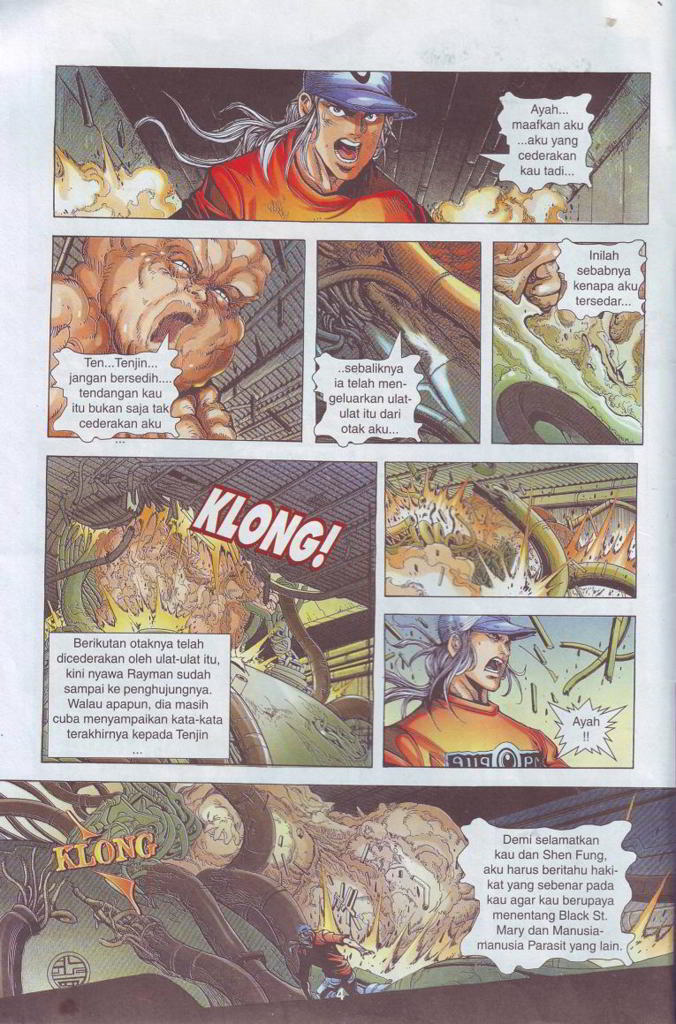 Ayah...
maafkan aku
...aku yang
cederakan
kau tadi...
Ten...Tenjin...
jangan bersedih....
tendangan kau
itu bukan saja tak
cederakan aku
...
..sebaliknya
ia telah men-
geluarkan ulat-
ulat itu dari
otak aku...
Inilah
sebabnya
kenapa aku
tersedar...
KLONG!
Berikutan otaknya telah
dicederakan oleh ulat-ulat itu,
kini nyawa Rayman sudah
sampai ke penghujungnya.
Walau apapun, dia masih
cuba menyampaikan kata-kata
terakhirnya kepada Tenjin
...
Ayah
!!
KLONG
Demi selamatkan
kau dan Shen Fung,
aku harus beritahu haki-
kat yang sebenar pada
kau agar kau berupaya
menentang Black St.
Mary dan Manusia-
manusia Parasit yang lain.
4